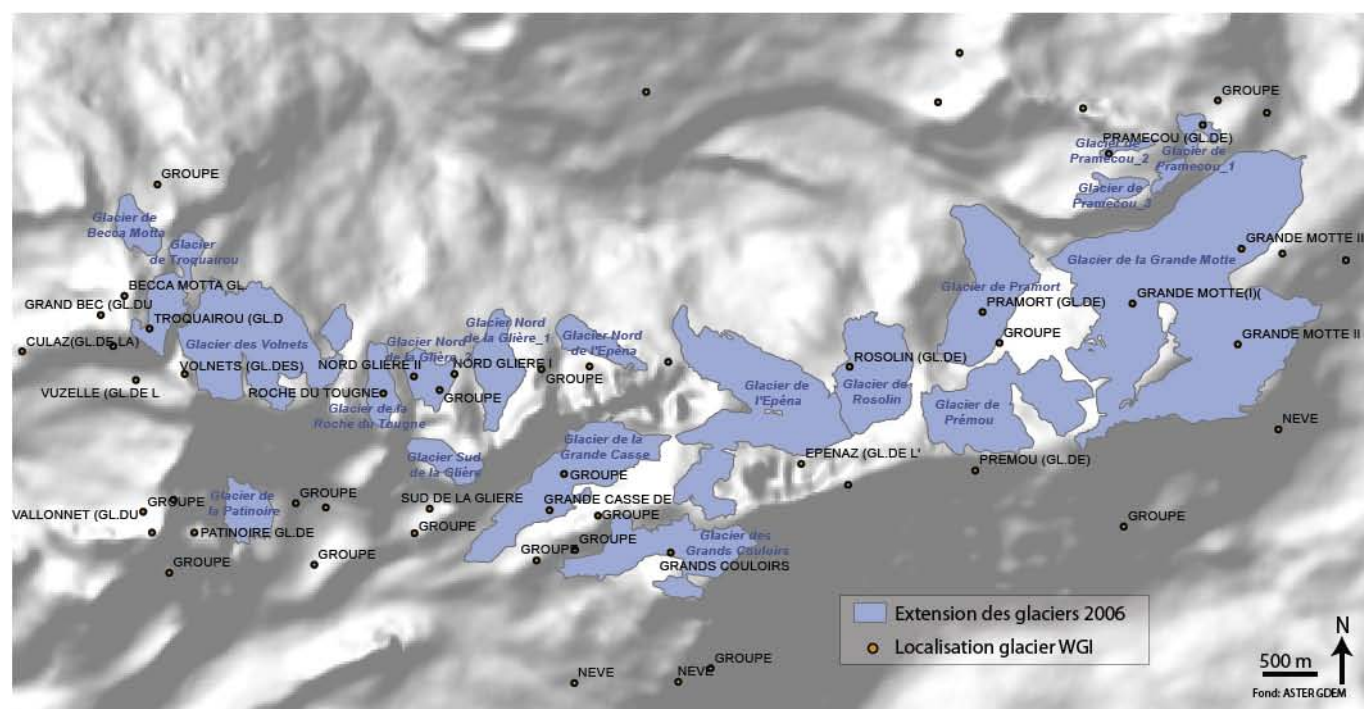 GROUPE
PRAMECOU (GL.DE)
Glacier de
Pramecou_2
Glacier de
Pramecou_1
Glacier de
Pramecou_3
GROUPE
Glacier de
Becca Motta
Glacier
de Troquairou
GRANDE MOTTE II
Glacier de la Grande Motte
BECCA MOTTA GL.
GRAND BEC (GL.DU
TROQUAIROU (GL.D
Glacier de Pramort
PRAMORT (GL.DE)
GRANDE MOTTE(I)(
CULAZ(GL.DE LA)
Glacier des Volnets
Glacier Nord
de la Glière_1
Glacier Nord
de la Glière_2
Glacier Nord
de l'Epéna
GROUPE
GRANDE MOTTE II
VOLNETS (GL.DES)
NORD GLIERE II
NORD GLIERE I
GROUPE
ROSOLIN (GL.DE)
VUZELLE (GL.DE L
ROCHE DU TOUGNE
GROUPE
Glacier de
l'Epéna
Glacier de
Rosolin
Glacier de la
Roche du Tougne
Glacier de
Prémou
NEVE
Glacier de la
Grande Casse
Glacier Sud
de la Glière
EPENAZ (GL.DE L'
PREMOU (GL.DE)
GROUPE
Glacier de
la Patinoire
GROUPE
GROUPE
SUD DE LA GLIERE
GRANDE CASSE DE
VALLONNET (GL.DU
GROUPE
GROUPE
PATINOIRE GL.DE
GROUPE
GROUPE
GROUPE
Glacier des
Grands Couloirs
GROUPE
GROUPE
GROUPE
GRANDS COULOIRS
Extension des glaciers 2006
Localisation glacier WGI
N
500 m
Fond: ASTER GDEM
GROUPE
NEVE
NEVE